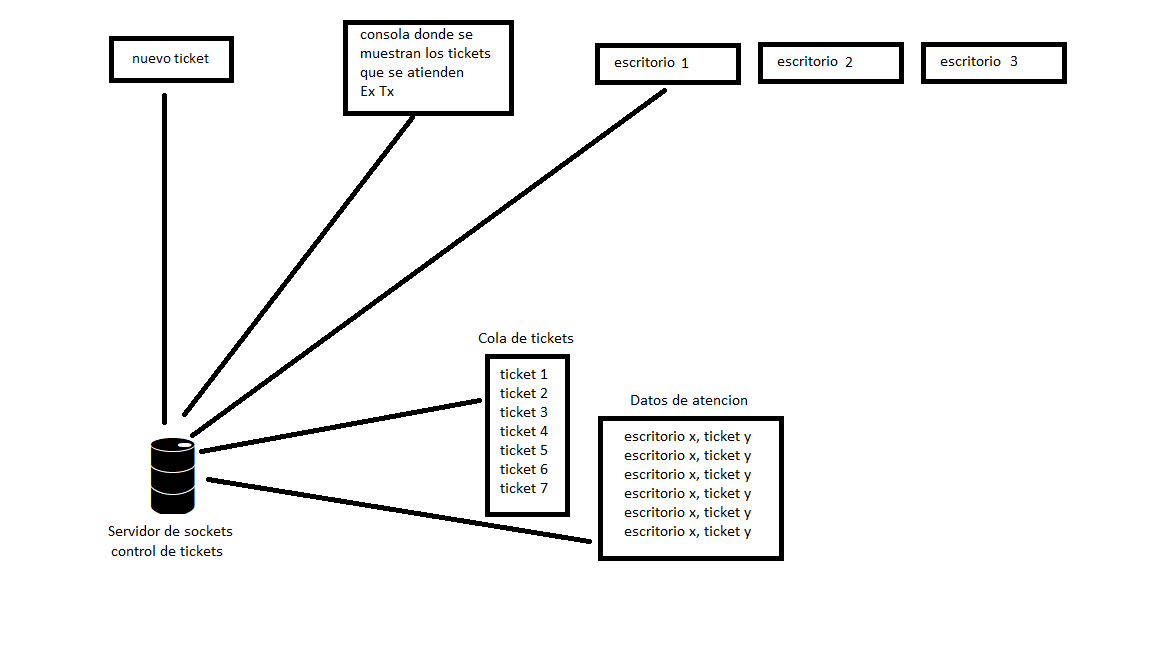 nuevo ticket
consola donde se
muestran los tickets
que se atienden
Ex Tx
escritorio 1
escritorio 2
escritorio 3
Cola de tickets
ticket 1
ticket 2
ticket 3
ticket 4
ticket 5
ticket 6
ticket 7
Datos de atencion
escritorio x, ticket y
escritorio x, ticket y
escritorio x, ticket y
escritorio x, ticket y
escritorio x, ticket y
escritorio x, ticket y
Servidor de sockets
control de tickets